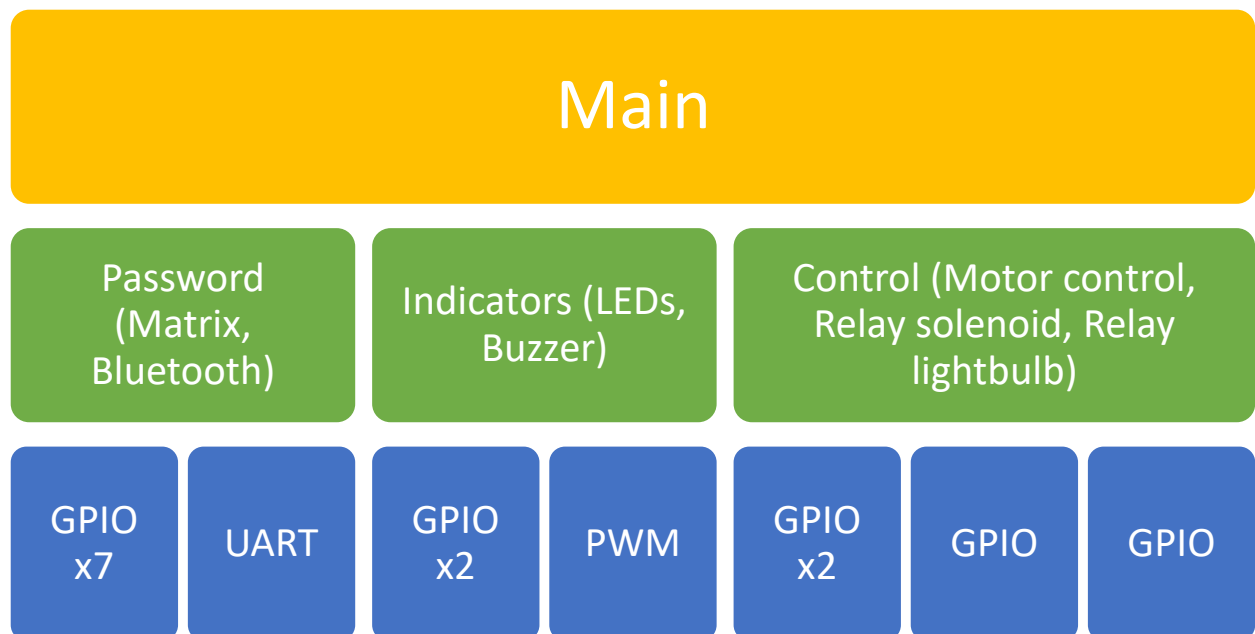 Main
Password
(Matrix,
Bluetooth)
Indicators (LEDs,
Buzzer)
Control (Motor control,
Relay solenoid, Relay
lightbulb)
GPIO
x7
UART
GPIO
x2
PWM
GPIO
x2
GPIO
GPIO